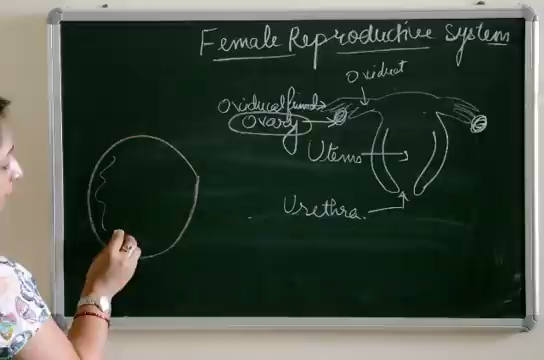 Female Reproductive System
Oviduct
Oviducal funnel
Ovary
Uterus
Urethra